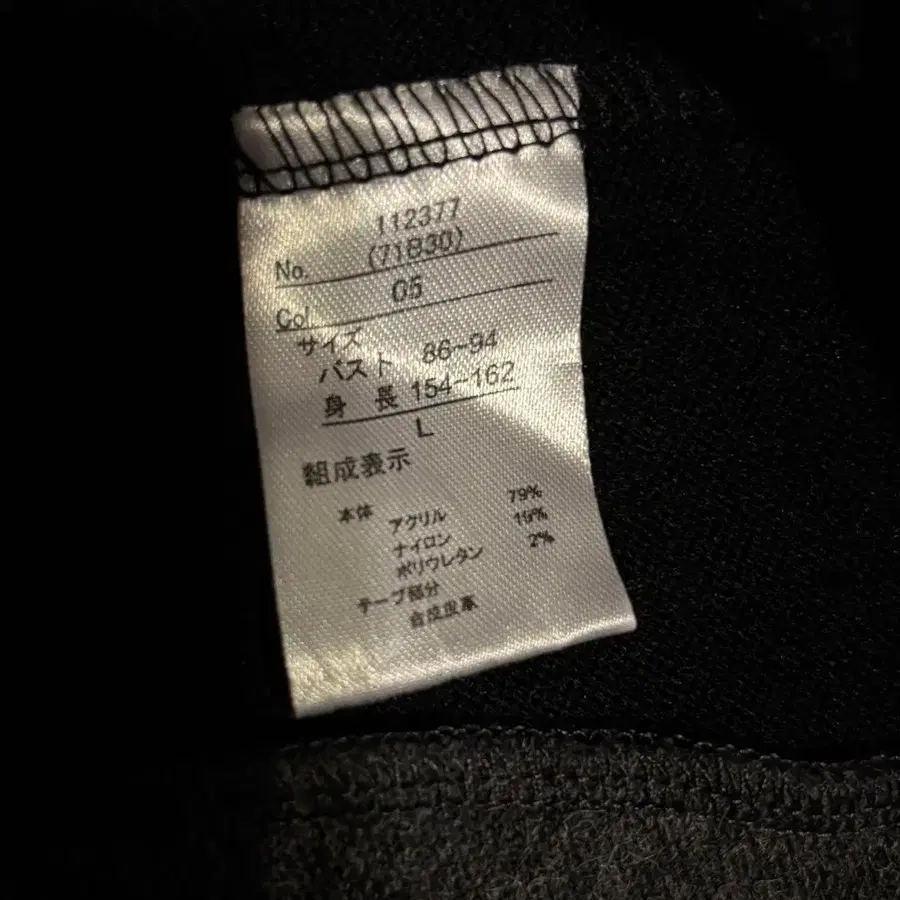 112377
No. (71B30)
Col. 05
サイズ
バスト 86-94
身長 154-162
L
組成表示
本体
アクリル 79%
ナイロン 19%
ポリウレタン 2%
テープ部分
合成皮革